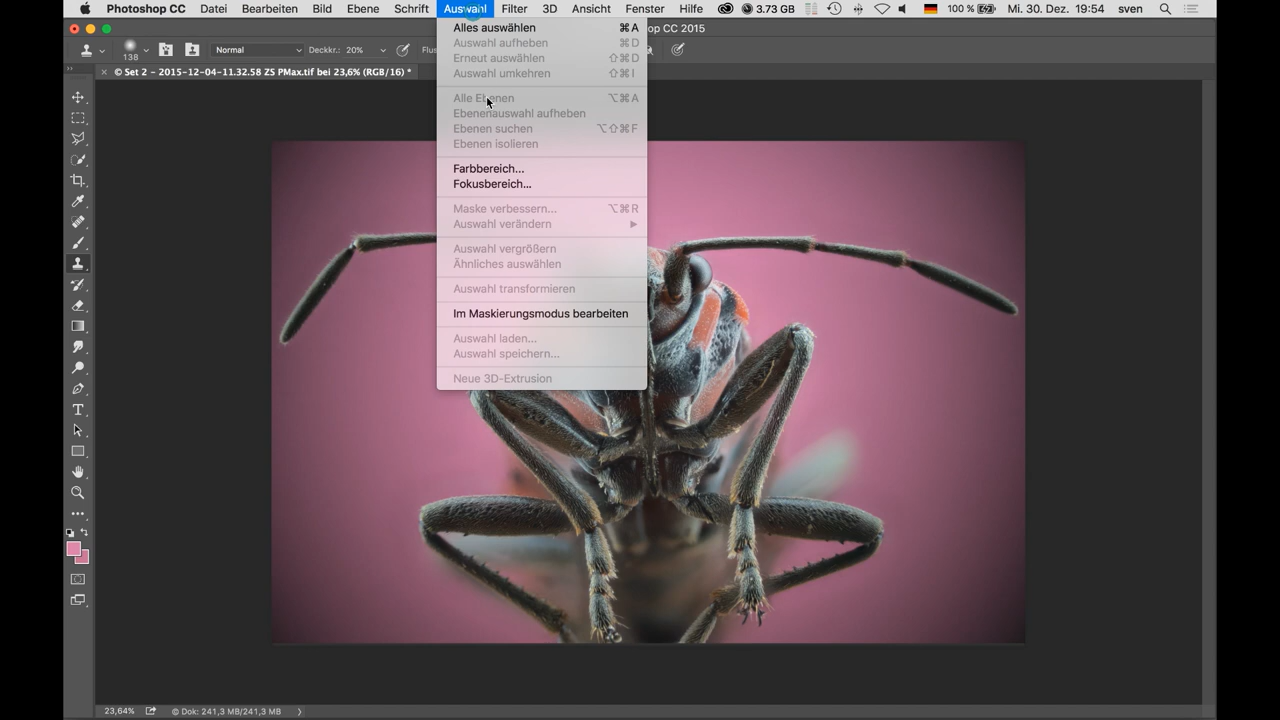 Photoshop CC Datei Bearbeiten Bild Ebene Schrift Auswahl Filter 3D Ansicht Fenster Hilfe 3.73 GB 100 % Mi. 30. Dez. 19:54 sven
op CC 2015
138 Normal Deckkr.: 20% Flus
× © Set 2 - 2015-12-04-11.32.58 ZS PMax.tif bei 23,6% (RGB/16) *
Alles auswählen ⌘A
Auswahl aufheben ⌘D
Erneut auswählen ⇧⌘D
Auswahl umkehren ⇧⌘I
Alle Ebenen ⌥⌘A
Ebenenauswahl aufheben
Ebenen suchen ⌥⇧⌘F
Ebenen isolieren
Farbbereich...
Fokusbereich...
Maske verbessern... ⌥⌘R
Auswahl verändern ▶
Auswahl vergrößern
Ähnliches auswählen
Auswahl transformieren
Im Maskierungsmodus bearbeiten
Auswahl laden...
Auswahl speichern...
Neue 3D-Extrusion
23,64% © Dok: 241,3 MB/241,3 MB